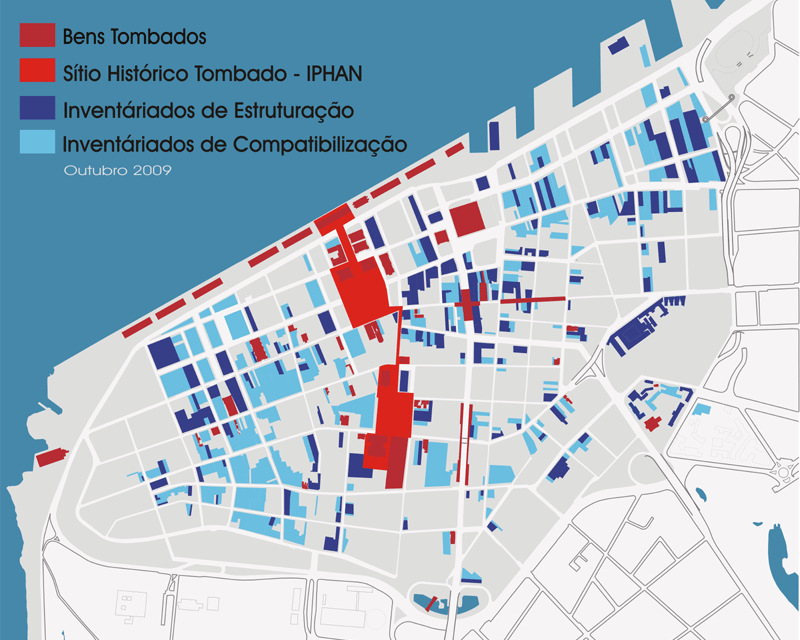 Bens Tombados
Sítio Histórico Tombado - IPHAN
Inventáriados de Estruturação
Inventáriados de Compatibilização
Outubro 2009